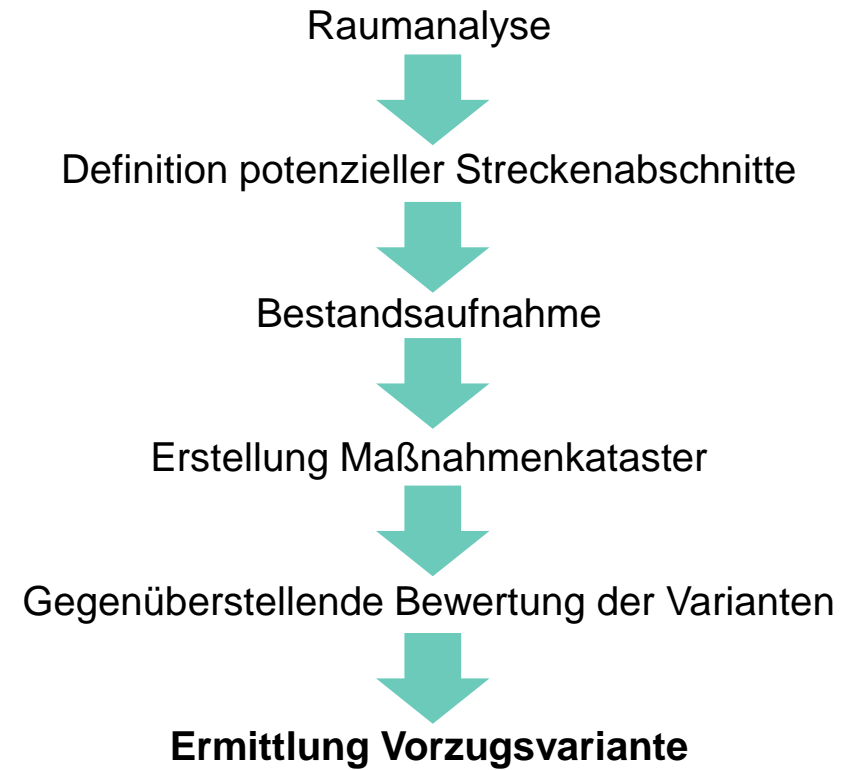 Raumanalyse
Definition potenzieller Streckenabschnitte
Bestandsaufnahme
Erstellung Maßnahmenkataster
Gegenüberstellende Bewertung der Varianten
Ermittlung Vorzugsvariante